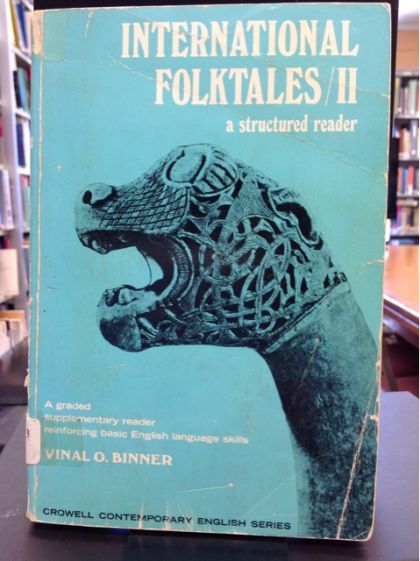 INTERNATIONAL
FOLKTALES/II
a structured reader
A graded
supplementary reader
reinforcing basic English language skills
VINAL O. BINNER
CROWELL CONTEMPORARY ENGLISH SERIES